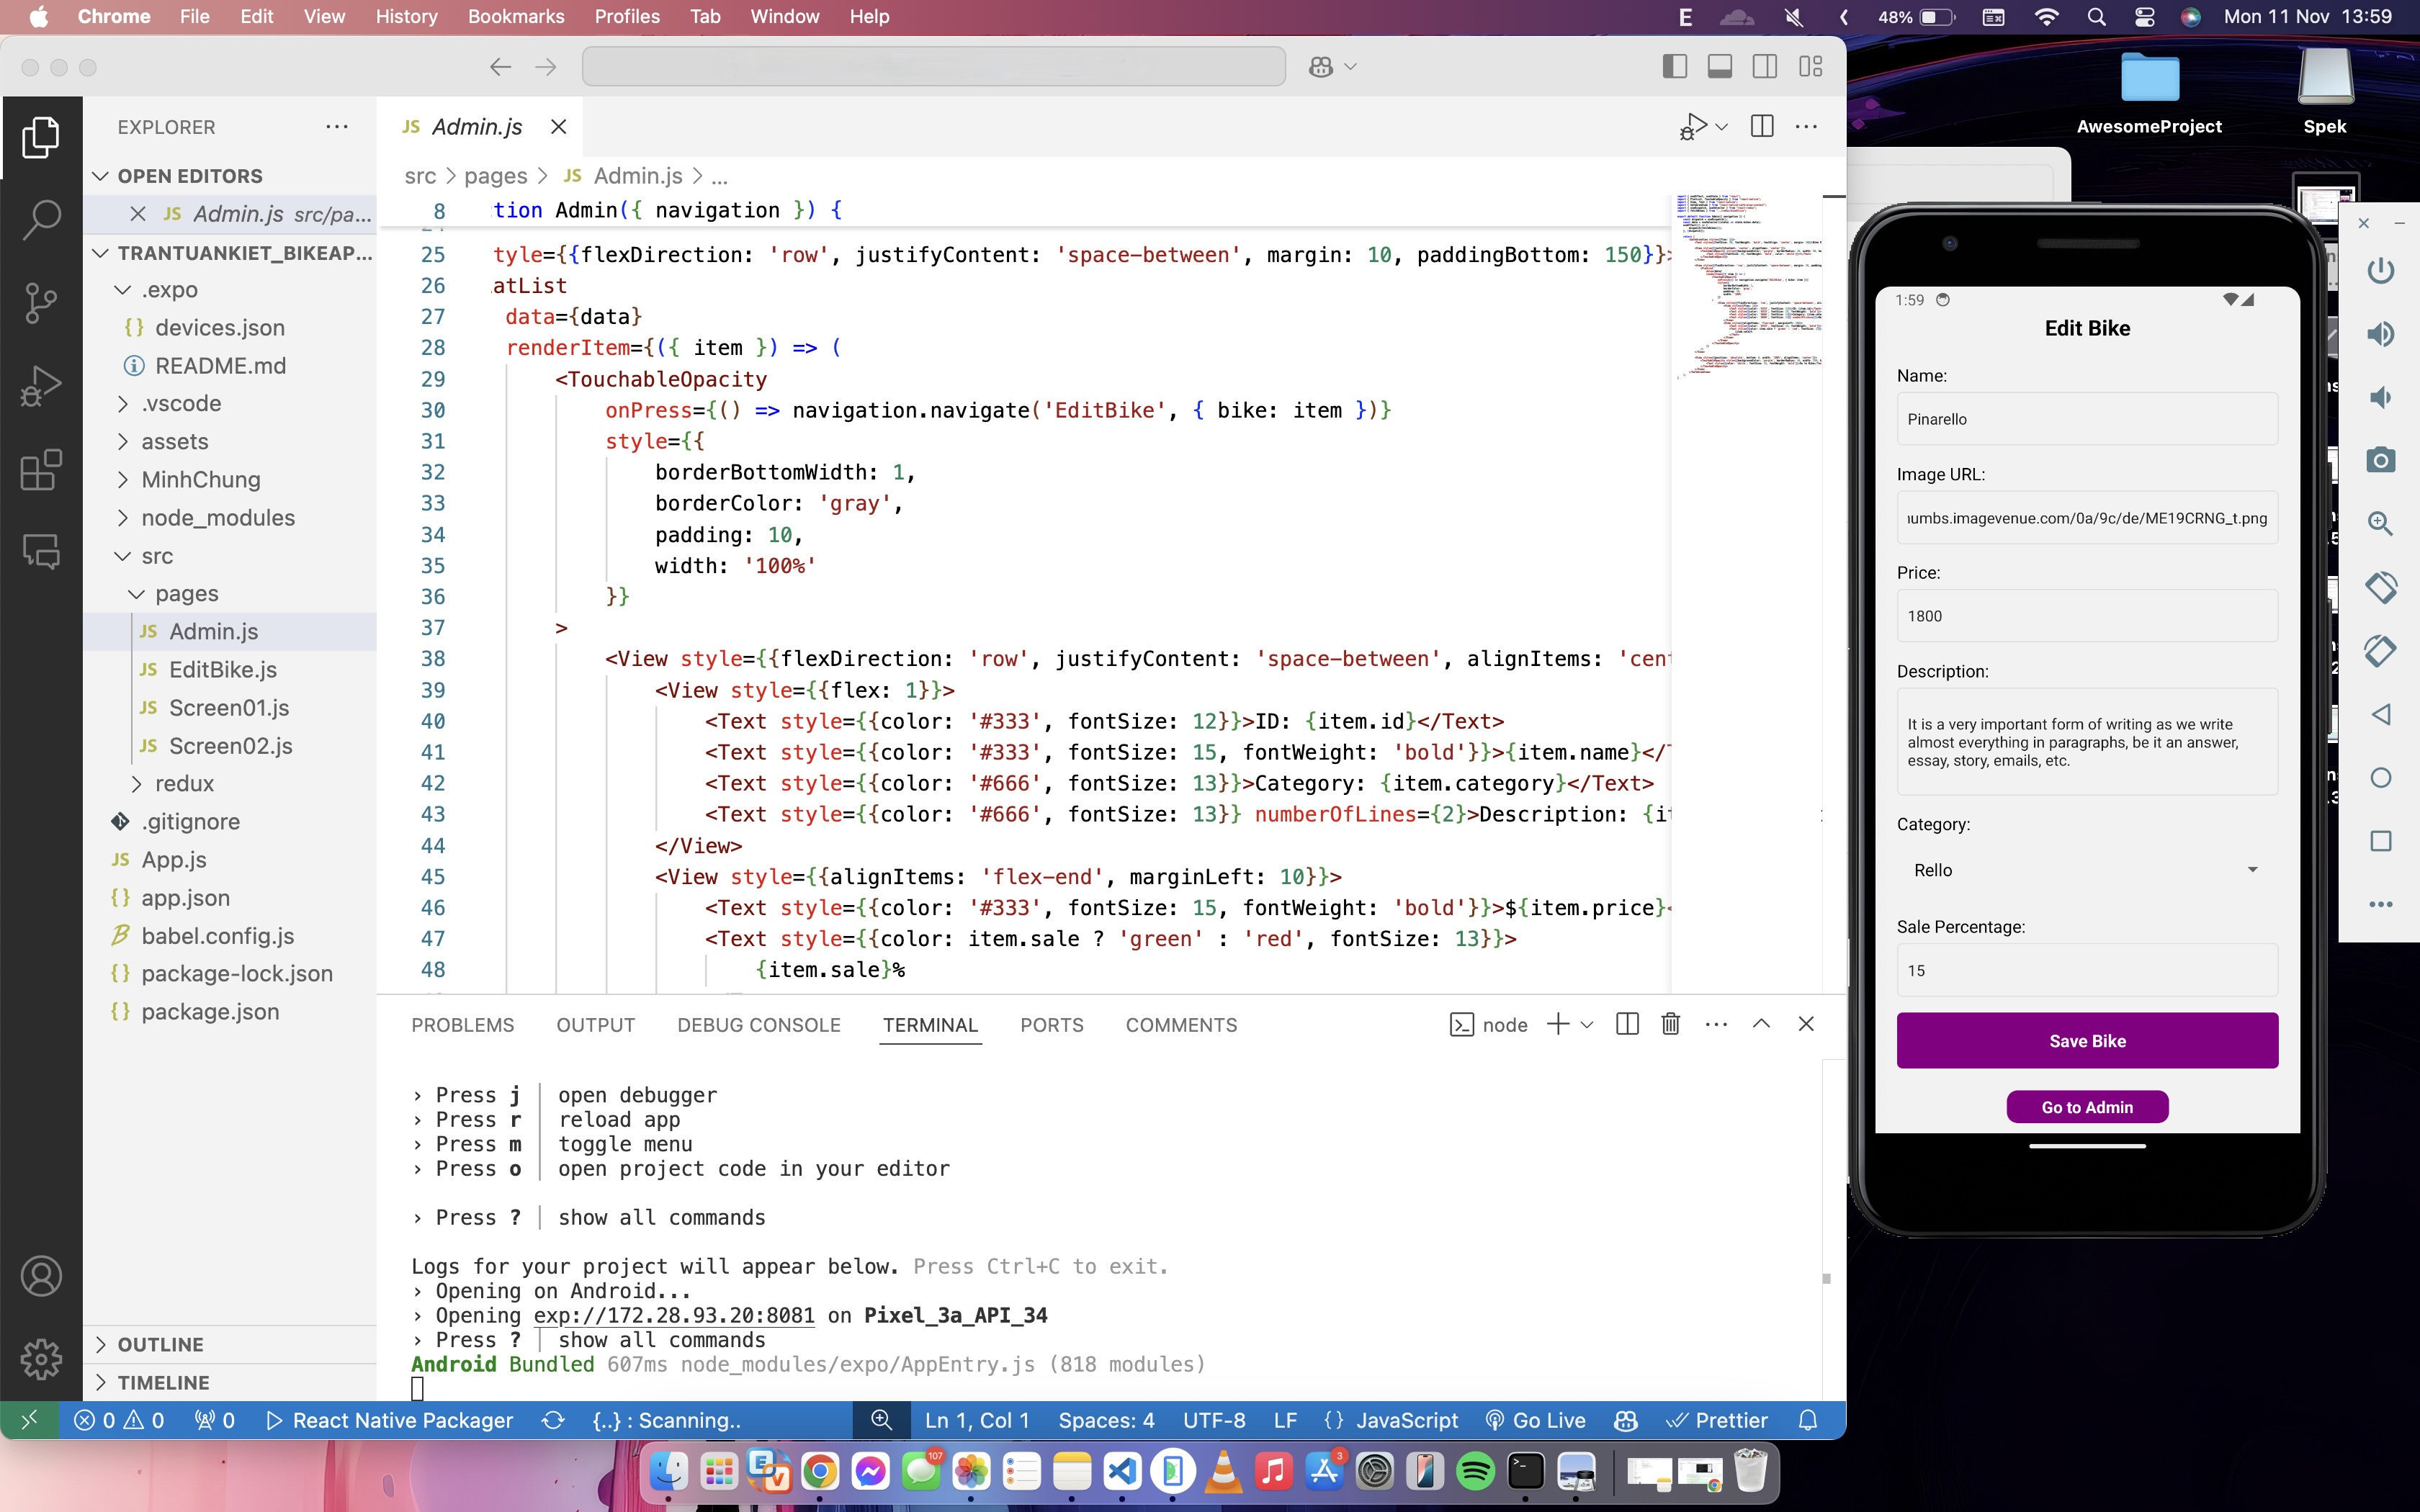 Chrome File Edit View History Bookmarks Profiles Tab Window Help
48% Mon 11 Nov 13:59
EXPLORER
OPEN EDITORS
JS Admin.js src/pa...
TRANTUANKIET_BIKEAP...
.expo
{} devices.json
README.md
.vscode
assets
MinhChung
node_modules
src
pages
JS Admin.js
JS EditBike.js
JS Screen01.js
JS Screen02.js
redux
.gitignore
JS App.js
{} app.json
babel.config.js
{} package-lock.json
{} package.json
OUTLINE
TIMELINE
JS Admin.js
src > pages > JS Admin.js > ...
8 tion Admin({ navigation }) {
25 tyle={{flexDirection: 'row', justifyContent: 'space-between', margin: 10, paddingBottom: 150}}>
26 atList
27 data={data}
28 renderItem={({ item }) => (
29 <TouchableOpacity
30 onPress={() => navigation.navigate('EditBike', { bike: item })}
31 style={{
32 borderBottomWidth: 1,
33 borderColor: 'gray',
34 padding: 10,
35 width: '100%'
36 }}
37 >
38 <View style={{flexDirection: 'row', justifyContent: 'space-between', alignItems: 'cent
39 <View style={{flex: 1}}>
40 <Text style={{color: '#333', fontSize: 12}}>ID: {item.id}</Text>
41 <Text style={{color: '#333', fontSize: 15, fontWeight: 'bold'}}>{item.name}</T
42 <Text style={{color: '#666', fontSize: 13}}>Category: {item.category}</Text>
43 <Text style={{color: '#666', fontSize: 13}} numberOfLines={2}>Description: {it
44 </View>
45 <View style={{alignItems: 'flex-end', marginLeft: 10}}>
46 <Text style={{color: '#333', fontSize: 15, fontWeight: 'bold'}}>${item.price}<
47 <Text style={{color: item.sale ? 'green' : 'red', fontSize: 13}}>
48 {item.sale}%
PROBLEMS OUTPUT DEBUG CONSOLE TERMINAL PORTS COMMENTS
node
› Press j │ open debugger
› Press r │ reload app
› Press m │ toggle menu
› Press o │ open project code in your editor
› Press ? │ show all commands
Logs for your project will appear below. Press Ctrl+C to exit.
› Opening on Android...
› Opening exp://172.28.93.20:8081 on Pixel_3a_API_34
› Press ? │ show all commands
Android Bundled 607ms node_modules/expo/AppEntry.js (818 modules)
0 0 0 React Native Packager {..} : Scanning.. Ln 1, Col 1 Spaces: 4 UTF-8 LF {} JavaScript Go Live Prettier
AwesomeProject
Spek
1:59
Edit Bike
Name:
Pinarello
Image URL:
umbs.imagevenue.com/0a/9c/de/ME19CRNG_t.png
Price:
1800
Description:
It is a very important form of writing as we write
almost everything in paragraphs, be it an answer,
essay, story, emails, etc.
Category:
Rello
Sale Percentage:
15
Save Bike
Go to Admin
107
3